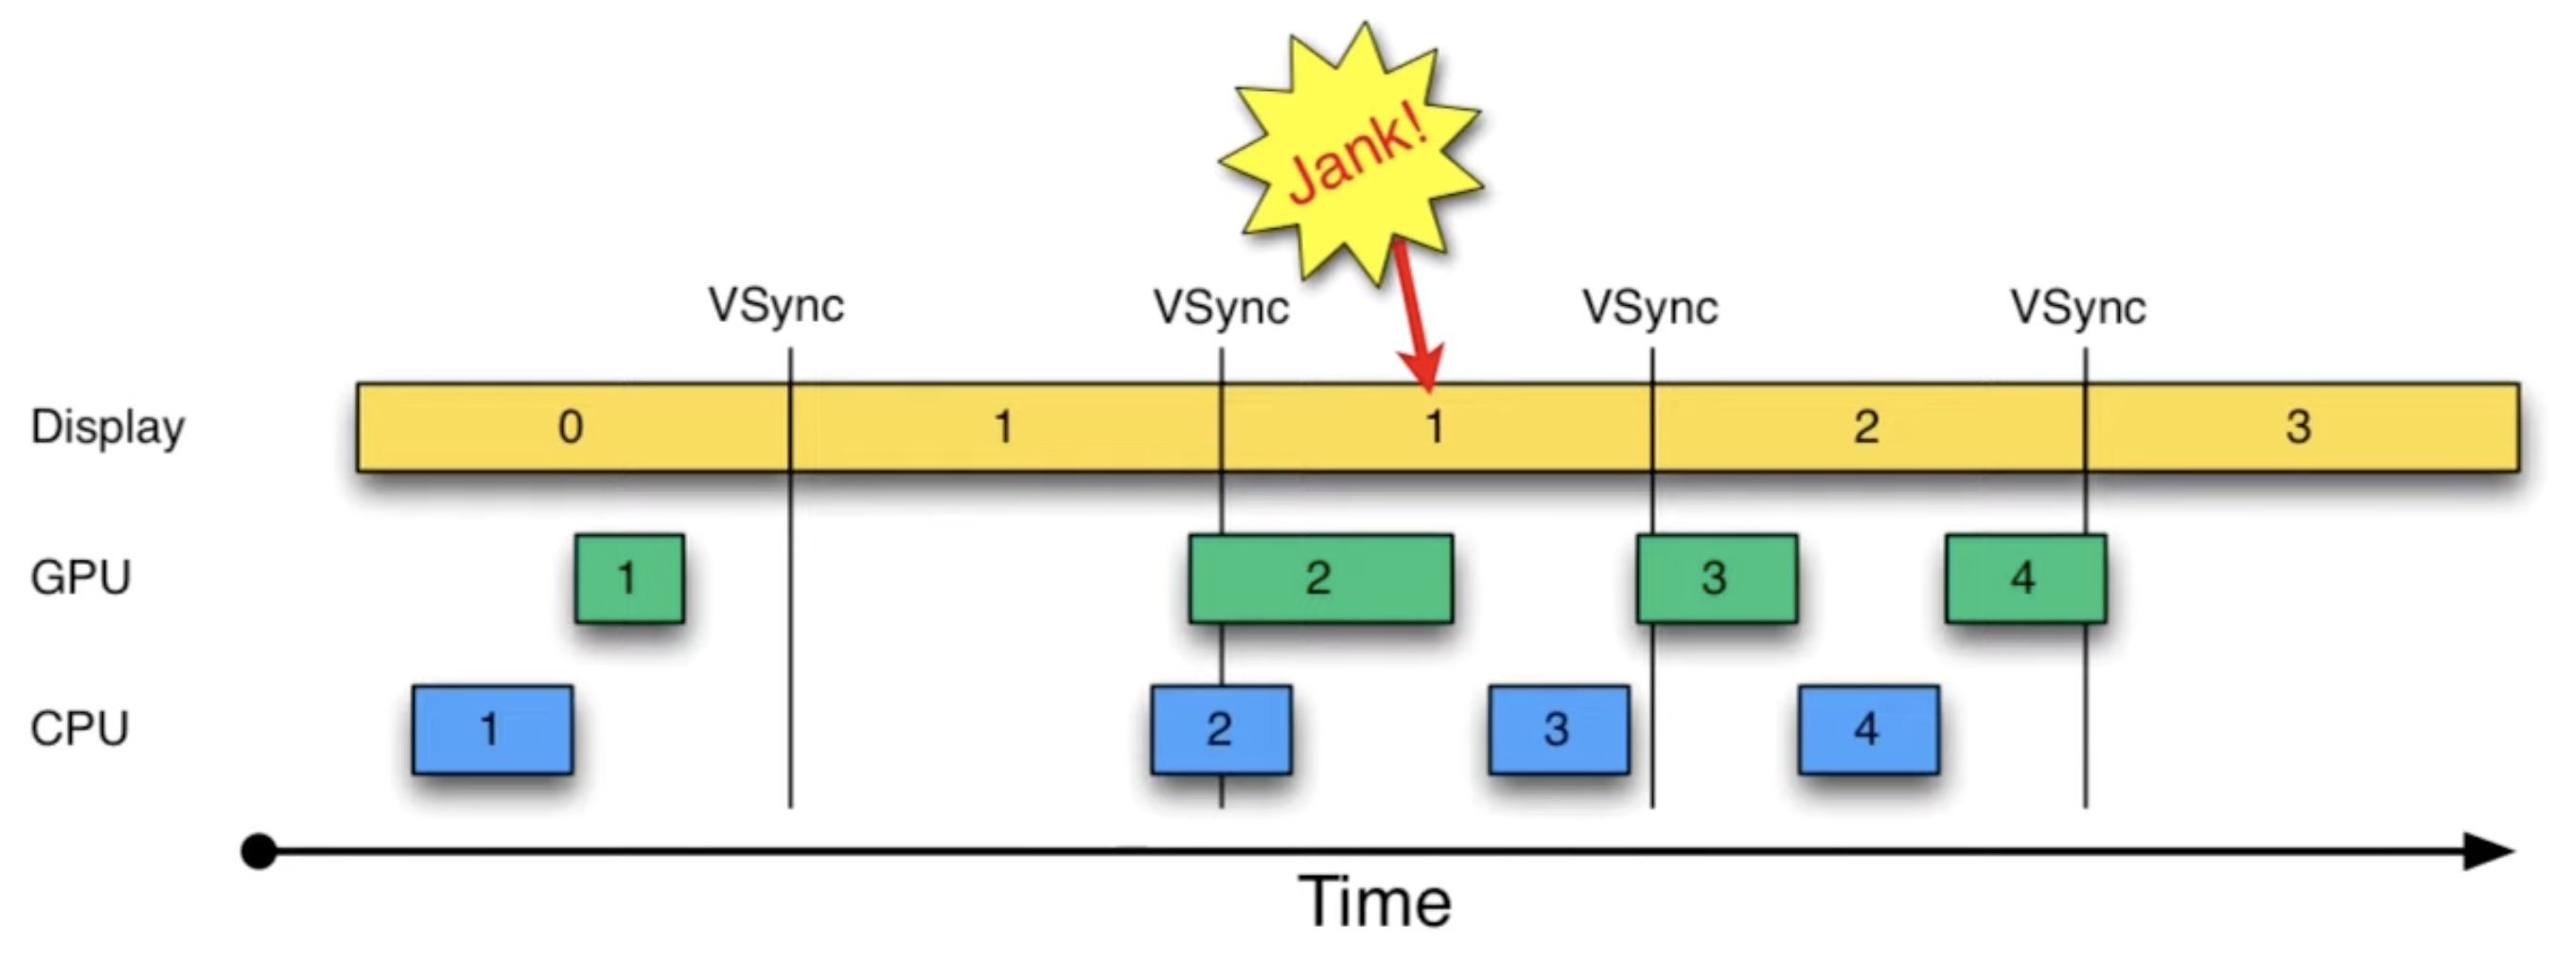 Jank!
VSync VSync VSync VSync
Display 0 1 1 2 3
GPU 1 2 3 4
CPU 1 2 3 4
Time